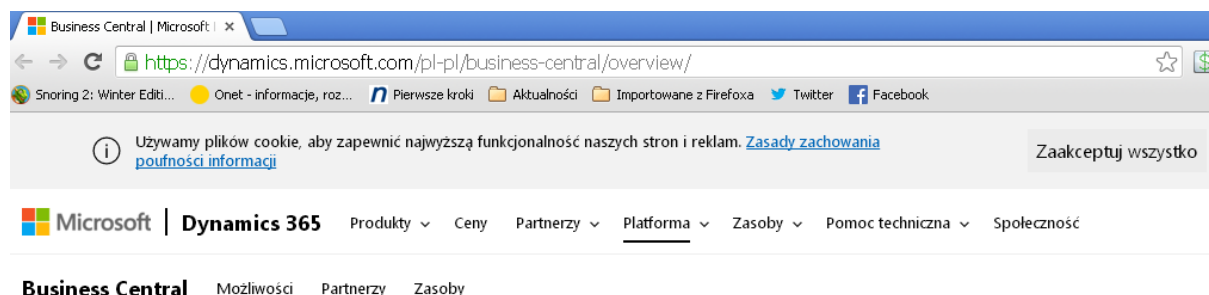 Business Central | Microsoft
https://dynamics.microsoft.com/pl-pl/business-central/overview/
Snoring 2: Winter Editi... Onet - informacje, roz... Pierwsze kroki Aktualności Importowane z Firefoxa Twitter Facebook
Używamy plików cookie, aby zapewnić najwyższą funkcjonalność naszych stron i reklam. Zasady zachowania
poufności informacji
Zaakceptuj wszystko
Microsoft Dynamics 365 Produkty Ceny Partnerzy Platforma Zasoby Pomoc techniczna Społeczność
Business Central Możliwości Partnerzy Zasoby